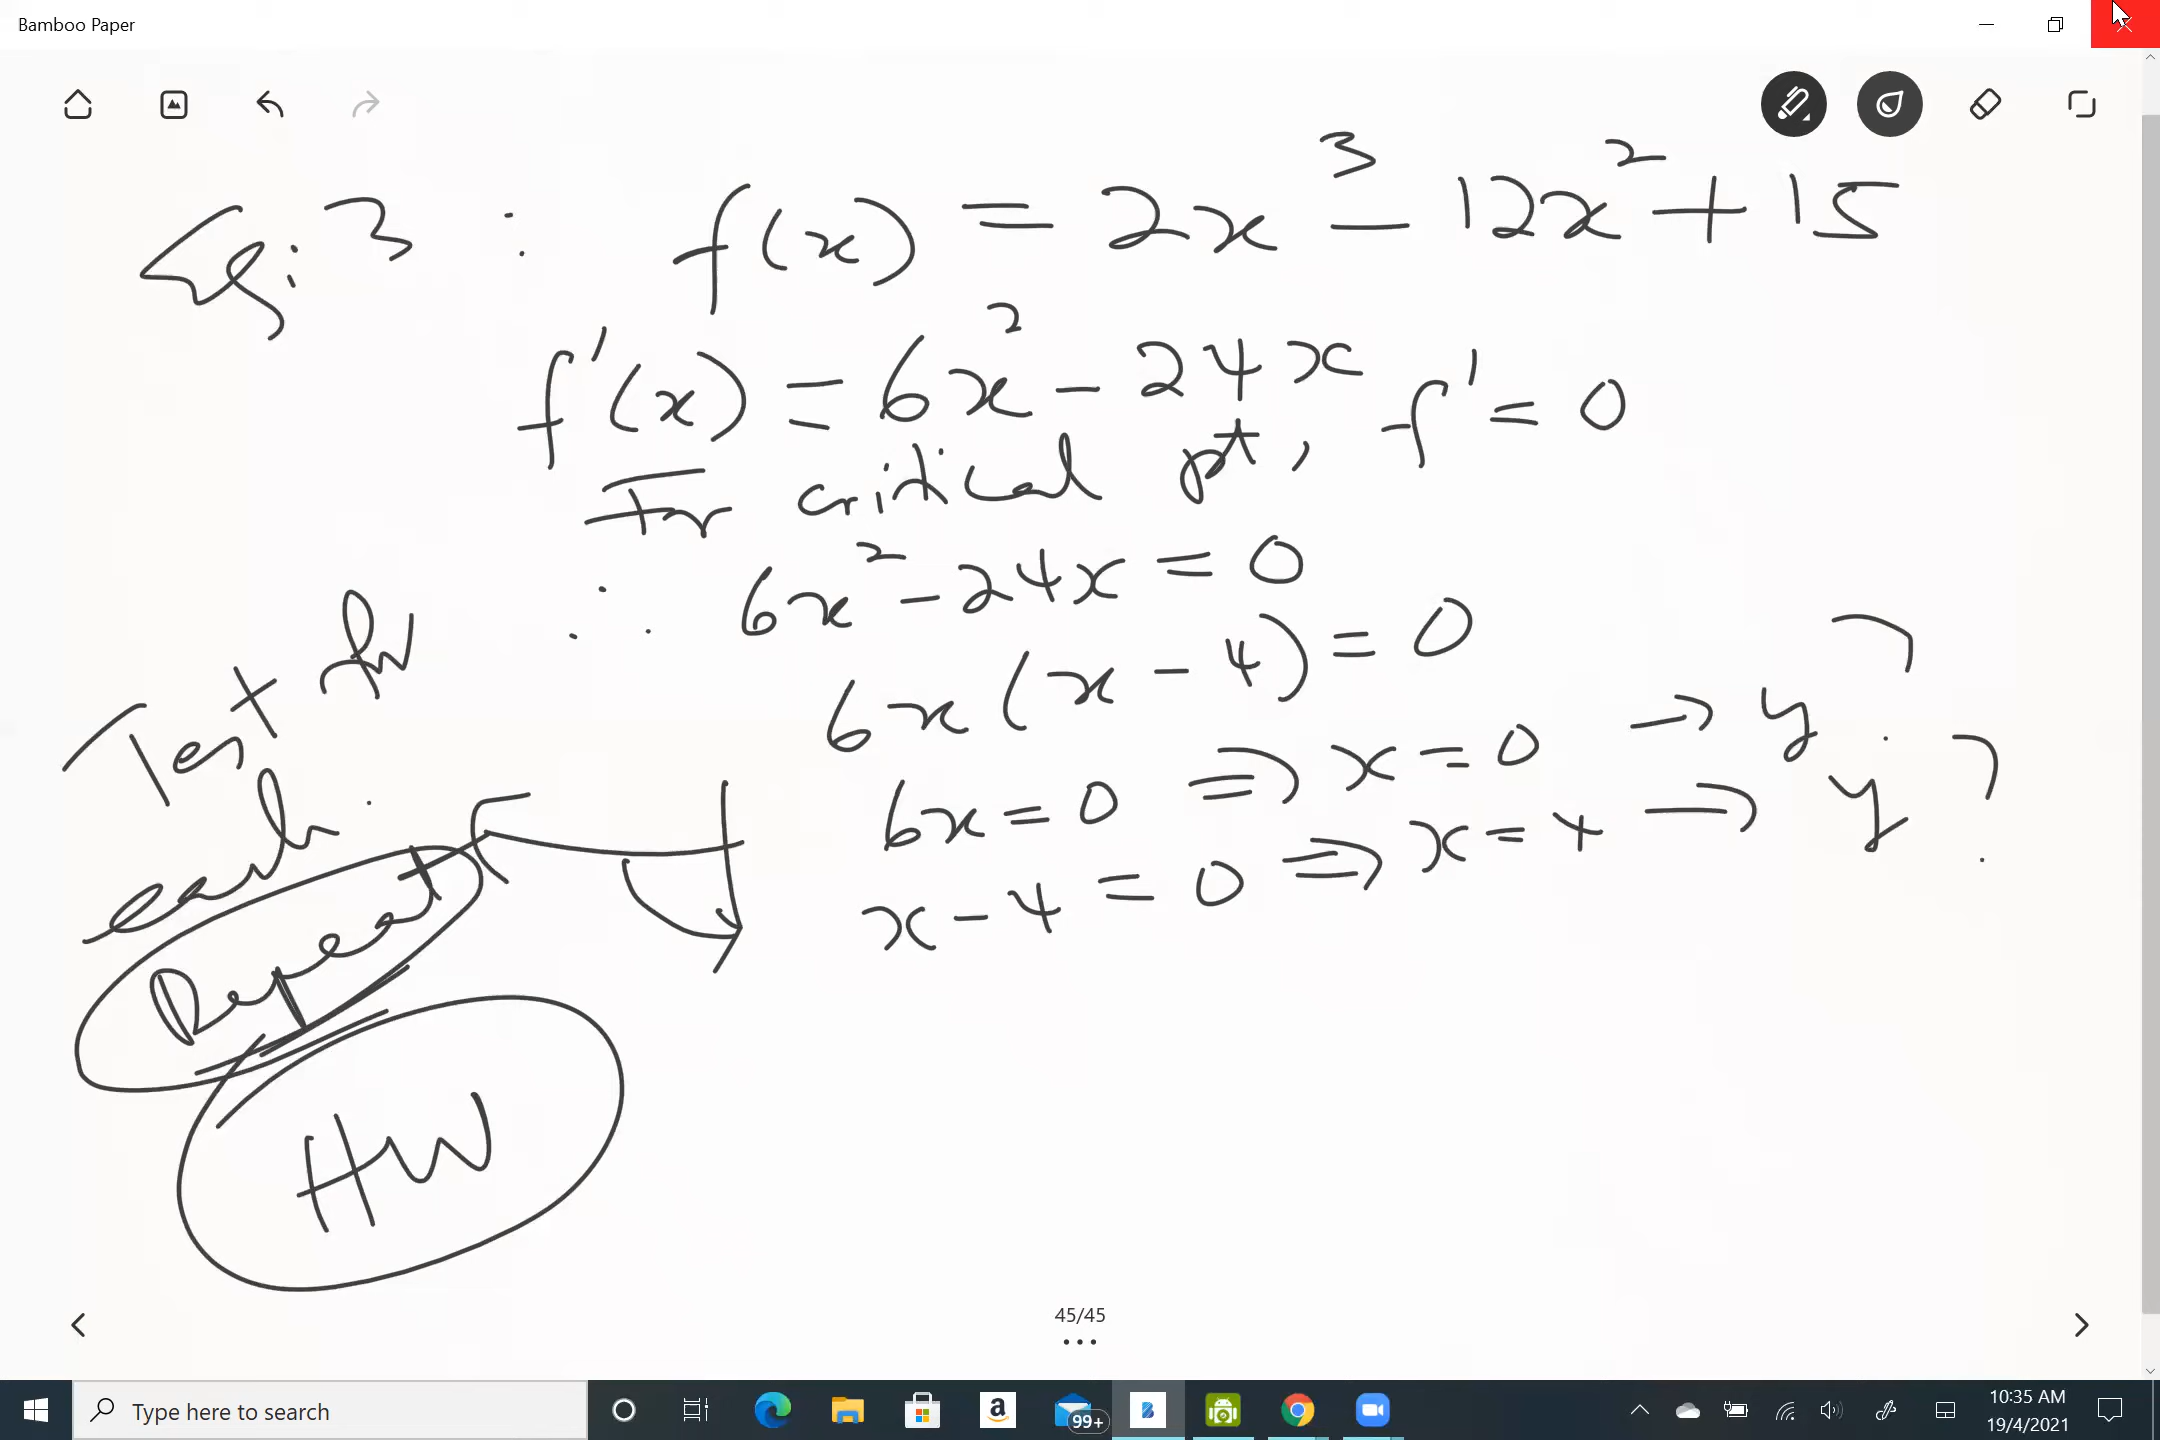 Bamboo Paper
Eg: 3 : f(x) = 2x³ - 12x² + 15
f'(x) = 6x² - 24x
For critical pt, f' = 0
∴ 6x² - 24x = 0
6x(x - 4) = 0
6x = 0 ⇒ x = 0 → y ?
x - 4 = 0 ⇒ x = 4 ⇒ y ?
Test for
each.
Repeat
HW
45/45
Type here to search
99+
10:35 AM
19/4/2021